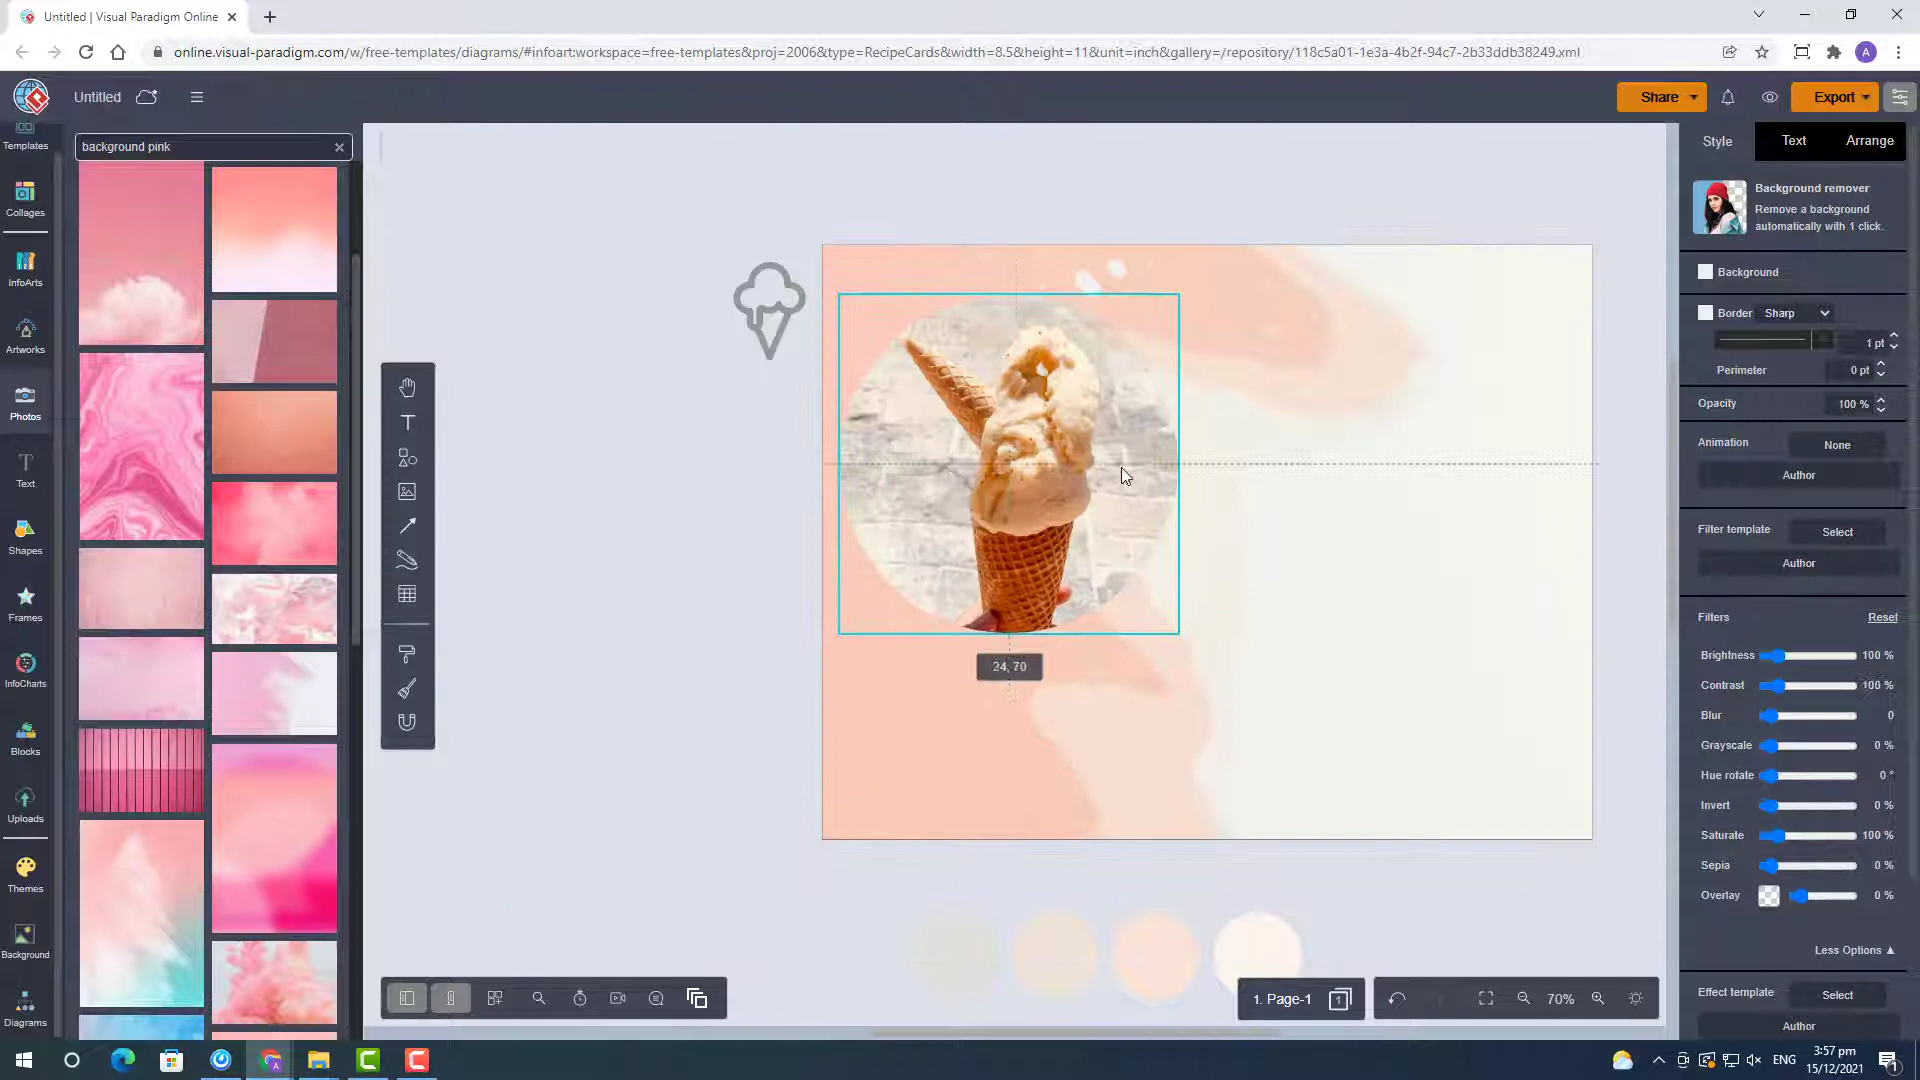 Untitled | Visual Paradigm Online
online.visual-paradigm.com/w/free-templates/diagrams/#infoart:workspace=free-templates&proj=2006&type=RecipeCards&width=8.5&height=11&unit=inch&gallery=/repository/118c5a01-1e3a-4b2f-94c7-2b33ddb38249.xml
A
Untitled
Share
Export
Templates
Collages
InfoArts
Artworks
Photos
Text
Shapes
Frames
InfoCharts
Blocks
Uploads
Themes
Background
Diagrams
background pink
24, 70
Style
Text
Arrange
Background remover
Remove a background
automatically with 1 click.
Background
Border Sharp
1 pt
Perimeter 0 pt
Opacity 100 %
Animation None
Author
Filter template Select
Author
Filters Reset
Brightness 100 %
Contrast 100 %
Blur 0
Grayscale 0 %
Hue rotate 0 °
Invert 0 %
Saturate 100 %
Sepia 0 %
Overlay 0 %
Less Options
Effect template Select
Author
1. Page-1
1
70%
ENG
3:57 pm
15/12/2021
1